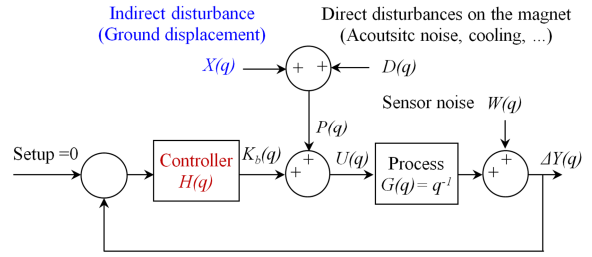 Indirect disturbance
(Ground displacement)
Direct disturbances on the magnet
(Acoutsitc noise, cooling, ...)
X(q)
+
+
D(q)
Sensor noise W(q)
P(q)
Setup =0
Controller
H(q)
K_b(q)
+
+
U(q)
Process
G(q)= q^-1
+
+
ΔY(q)